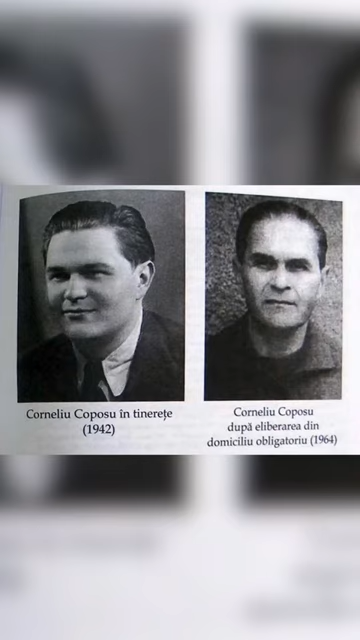 Corneliu Coposu în tinerețe
(1942)
Corneliu Coposu
după eliberarea din
domiciliu obligatoriu (1964)